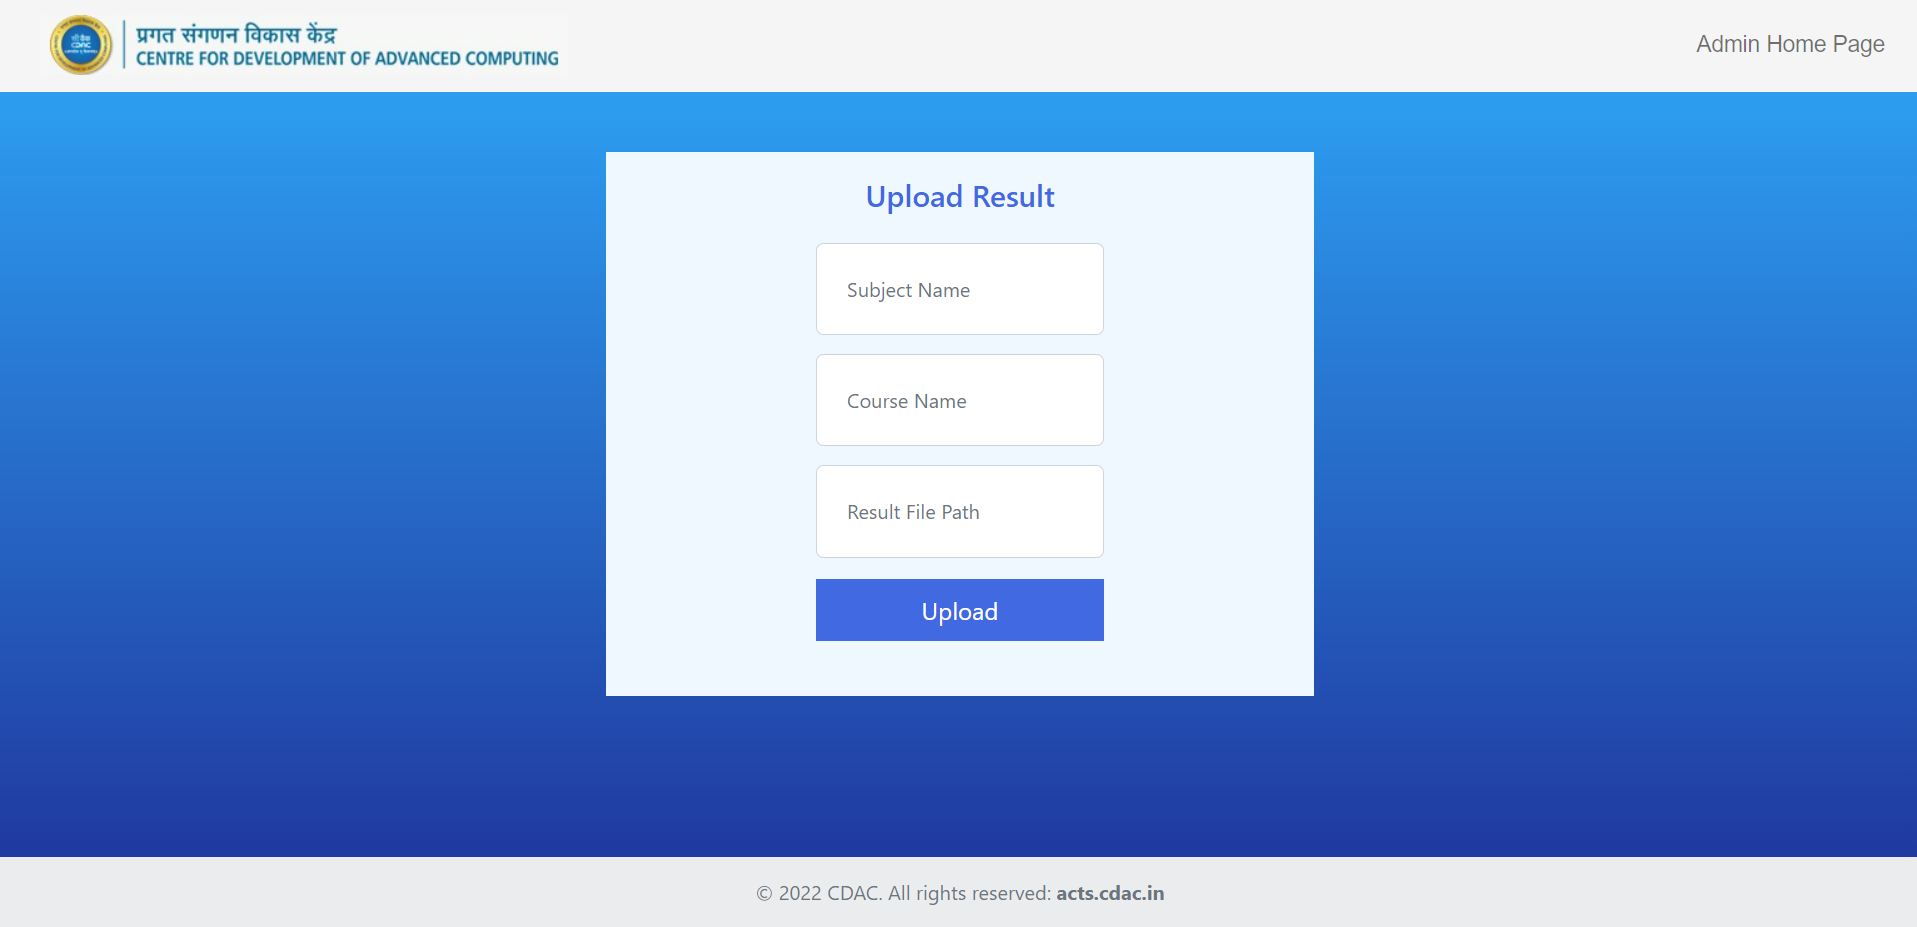 प्रगत संगणन विकास केंद्र
CENTRE FOR DEVELOPMENT OF ADVANCED COMPUTING
Admin Home Page
Upload Result
Subject Name
Course Name
Result File Path
Upload
© 2022 CDAC. All rights reserved: acts.cdac.in